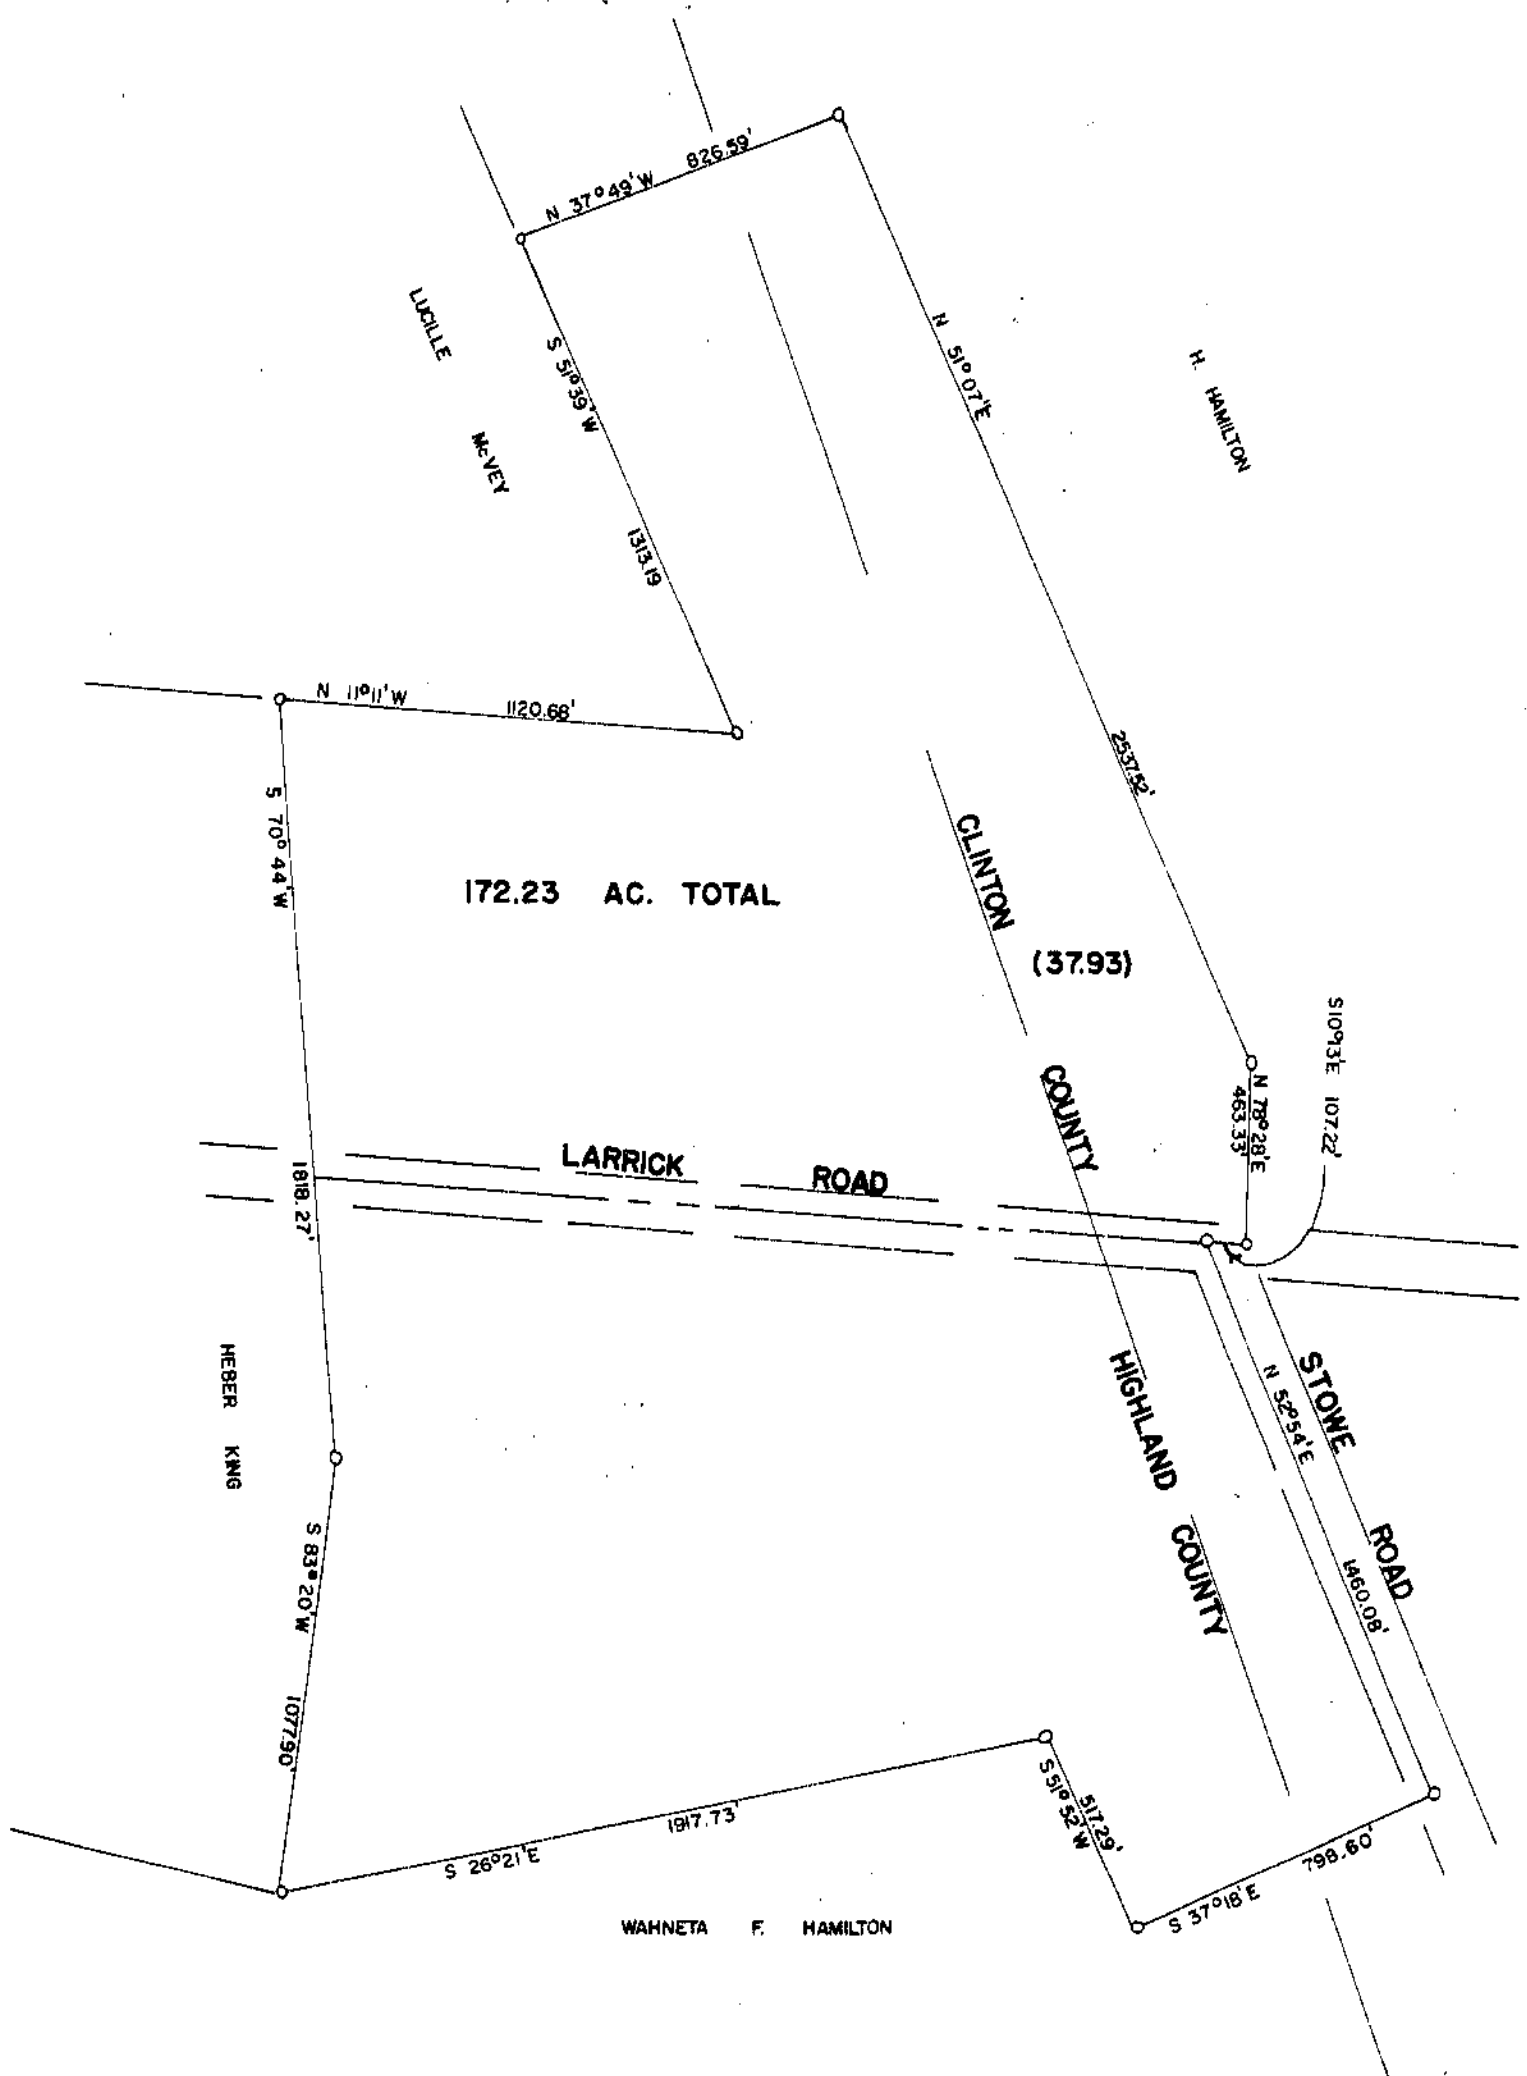 826.59'
N 37°49'W
LUCILLE
McVEY
S 51°39'W
1313.19
N 51°07'E
2537.52'
H. HAMILTON
N 11°11'W
1120.68'
S 70°44'W
1818.27'
172.23 AC. TOTAL
CLINTON
COUNTY
(37.93)
S10°13'E 107.22'
N 78°28'E
463.33'
LARRICK ROAD
HEBER KING
HIGHLAND
COUNTY
STOWE
ROAD
N 52°54'E
1460.08'
S 83°20'W
1077.90'
1917.73'
S 26°21'E
517.29'
S 51°52'W
798.60'
S 37°18'E
WAHNETA F. HAMILTON